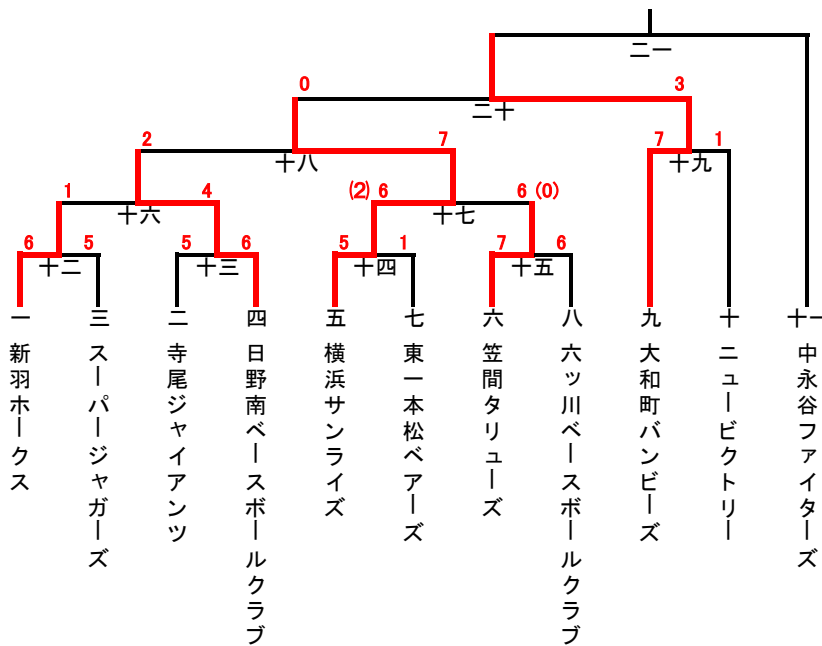 二一
0
3
二十
2
7
7
1
十八
十九
1
4
(2) 6
6 (0)
十六
十七
6
5
5
6
5
1
7
6
十二
十三
十四
十五
一
三
二
四
五
七
六
八
九
十
十一
新羽ホークス
スーパージャガーズ
寺尾ジャイアンツ
日野南ベースボールクラブ
横浜サンライズ
東一本松ベアーズ
笠間タリューズ
六ッ川ベースボールクラブ
大和町バンビーズ
ニュービクトリー
中永谷ファイターズ